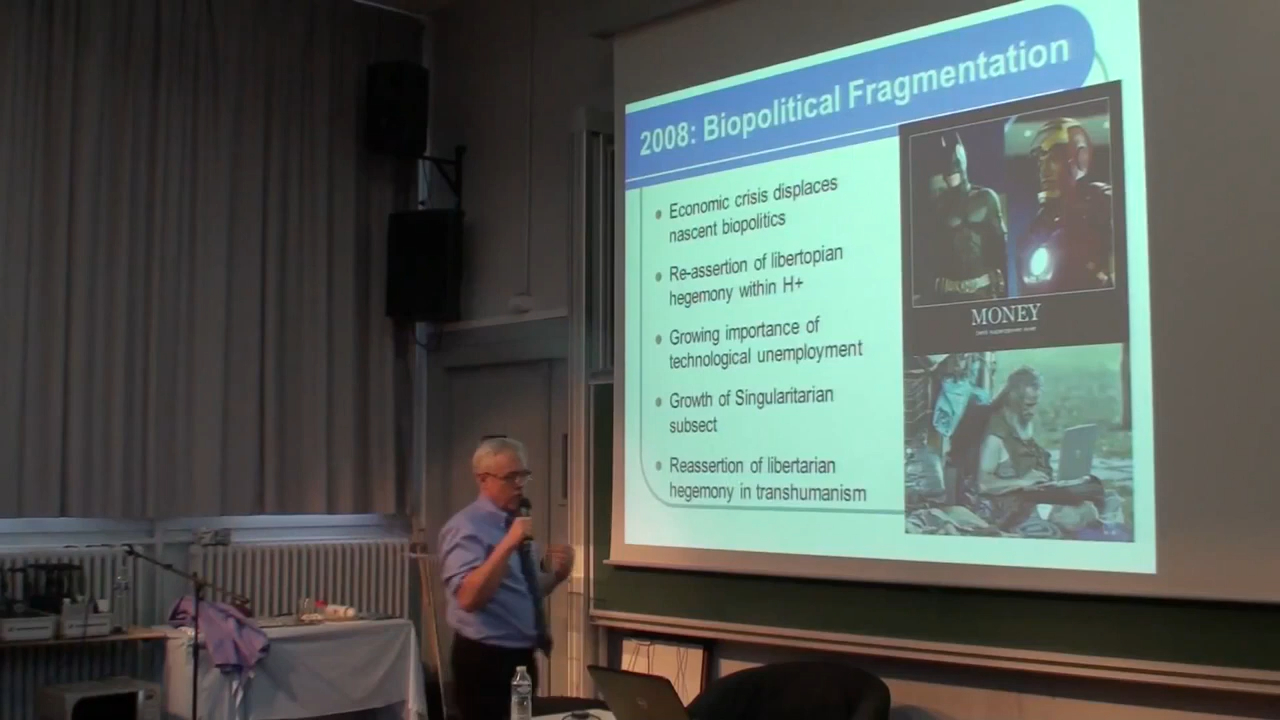 2008: Biopolitical Fragmentation
Economic crisis displaces
nascent biopolitics
Re-assertion of libertopian
hegemony within H+
Growing importance of
technological unemployment
Growth of Singularitarian
subsect
Reassertion of libertarian
hegemony in transhumanism
MONEY